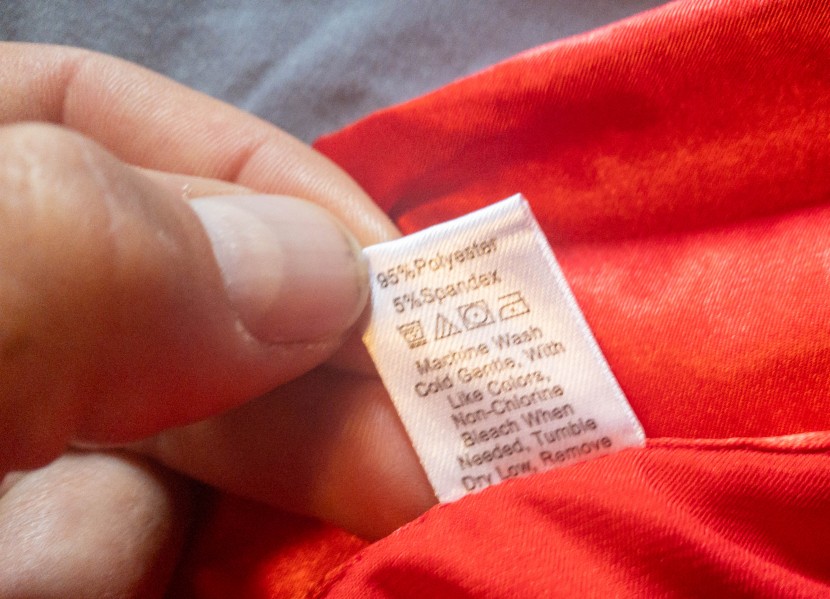 95%Polyester
5%Spandex
Machine Wash
Cold Gentle, With
Like Colors,
Non-Chlorine
Bleach When
Needed, Tumble
Dry Low, Remove